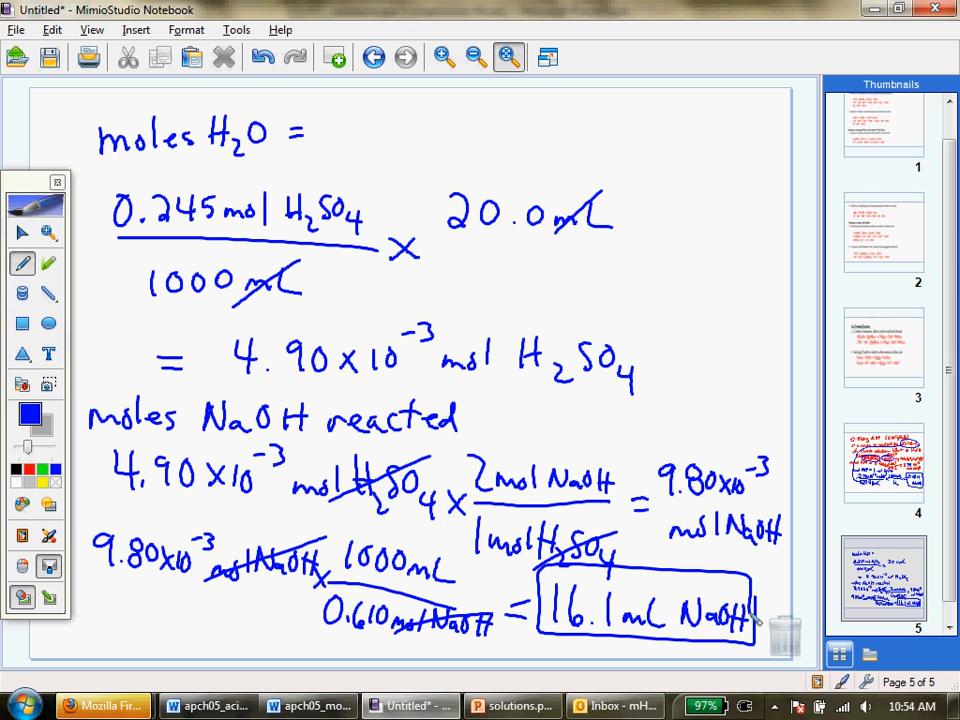 Untitled* - MimioStudio Notebook
File Edit View Insert Format Tools Help
Thumbnails
moles H₂O =
0.245 mol H₂SO₄
1000 mL
× 20.0 mL
= 4.90 × 10⁻³ mol H₂SO₄
moles NaOH reacted
4.90 × 10⁻³ mol H₂SO₄ × 2 mol NaOH = 9.80 × 10⁻³
1 mol H₂SO₄ mol NaOH
9.80 × 10⁻³ mol NaOH × 1000 mL
0.610 mol NaOH = 16.1 mL NaOH
1
2
3
4
5
Page 5 of 5
Mozilla Firef...
apch05_aci...
apch05_mo...
Untitled* - ...
solutions.p...
Inbox - mH...
97%
10:54 AM